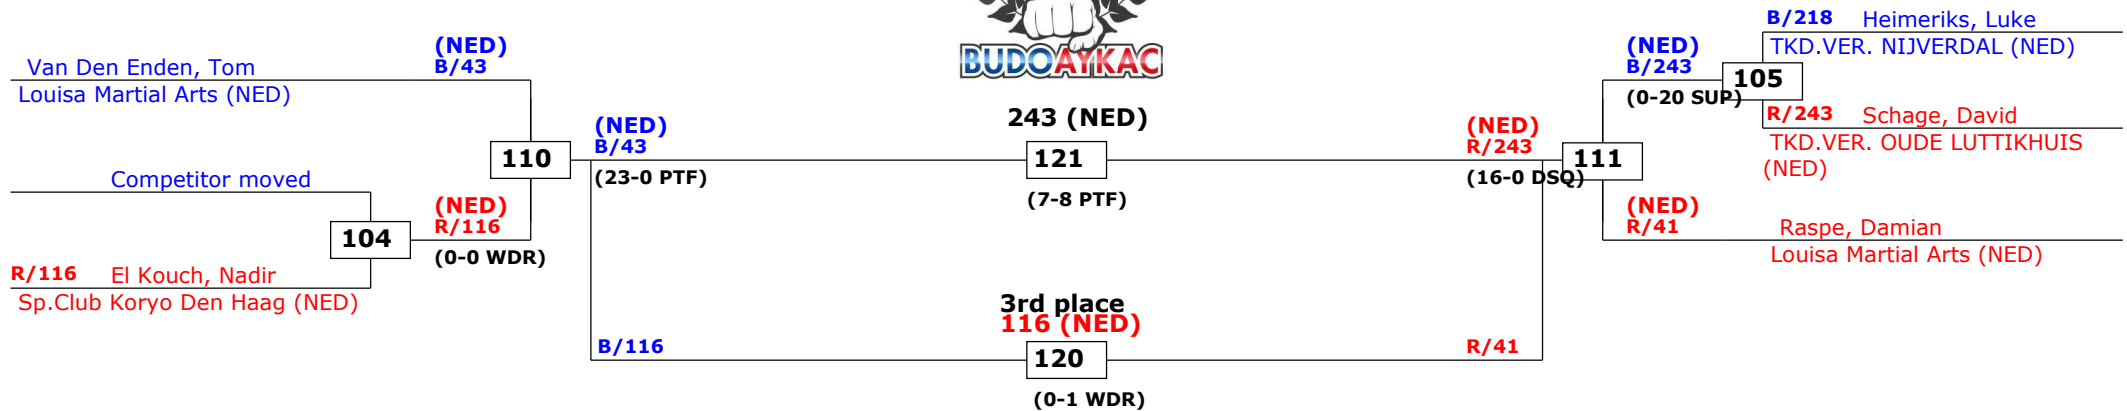 BUDOAYKAC
(NED)
B/43
Van Den Enden, Tom
Louisa Martial Arts (NED)
110
Competitor moved
(NED)
R/116
104
(0-0 WDR)
R/116 El Kouch, Nadir
Sp.Club Koryo Den Haag (NED)
(NED)
B/43
(23-0 PTF)
243 (NED)
121
(7-8 PTF)
3rd place
116 (NED)
B/116
120
R/41
(0-1 WDR)
(NED)
R/243
(16-0 DSQ)
111
(NED)
B/243
(0-20 SUP)
105
B/218 Heimeriks, Luke
TKD.VER. NIJVERDAL (NED)
R/243 Schage, David
TKD.VER. OUDE LUTTIKHUIS
(NED)
(NED)
R/41
Raspe, Damian
Louisa Martial Arts (NED)